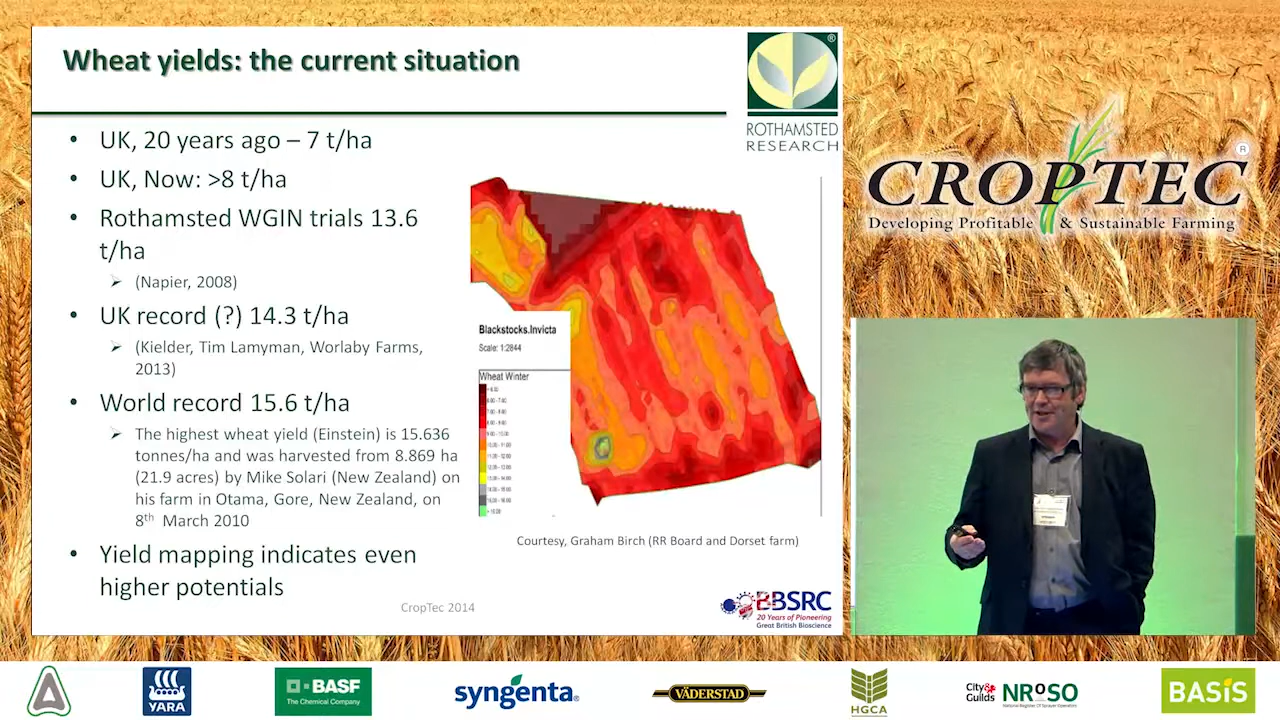 Wheat yields: the current situation
®
ROTHAMSTED
RESEARCH
• UK, 20 years ago – 7 t/ha
• UK, Now: >8 t/ha
• Rothamsted WGIN trials 13.6
t/ha
➢ (Napier, 2008)
• UK record (?) 14.3 t/ha
➢ (Kielder, Tim Lamyman, Worlaby Farms,
2013)
• World record 15.6 t/ha
➢ The highest wheat yield (Einstein) is 15.636
tonnes/ha and was harvested from 8.869 ha
(21.9 acres) by Mike Solari (New Zealand) on
his farm in Otama, Gore, New Zealand, on
8th March 2010
• Yield mapping indicates even
higher potentials
Blackstocks.Invicta
Scale: 1:2844
Wheat Winter
Courtesy, Graham Birch (RR Board and Dorset farm)
CropTec 2014
BBSRC
20 Years of Pioneering
Great British Bioscience
CROPTEC ®
Developing Profitable & Sustainable Farming
YARA
BASF
The Chemical Company
syngenta
VÄDERSTAD
HGCA
City&
Guilds
NRoSO
National Register Of Sprayer Operators
BASIS